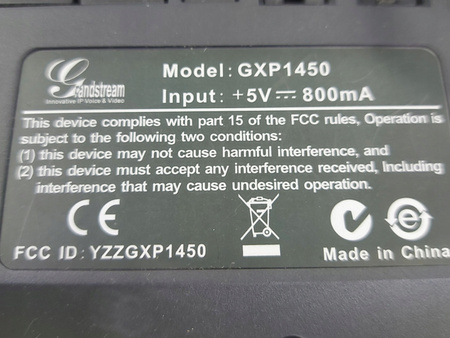 Grandstream
Innovative IP Voice & Video
Model: GXP1450
Input: +5V⎓800mA
This device complies with part 15 of the FCC rules, Operation is
subject to the following two conditions:
(1) this device may not cause harmful interference, and
(2) this device must accept any interference received, Including
interference that may cause undesired operation.
CE
FCC ID: YZZGXP1450
Made in China